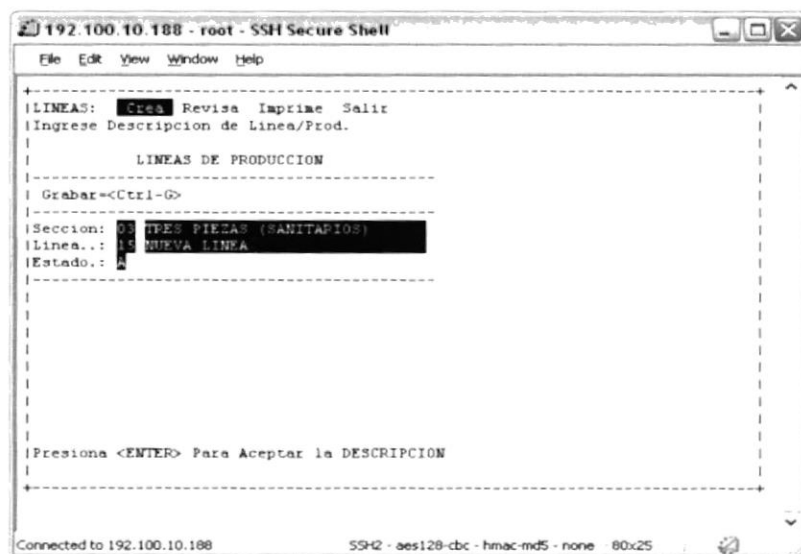 192.100.10.188 - root - SSH Secure Shell
File Edit View Window Help
LINEAS: Crea Revisa Imprime Salir
Ingrese Descripcion de Linea/Prod.
LINEAS DE PRODUCCION
Grabar=<Ctrl-G>
Seccion: 03 TRES PIEZAS (SANITARIOS)
Linea..: 15 NUEVA LINEA
Estado.: A
Presiona <ENTER> Para Aceptar la DESCRIPCION
Connected to 192.100.10.188 SSH2 - aes128-cbc - hmac-md5 - none 80x25